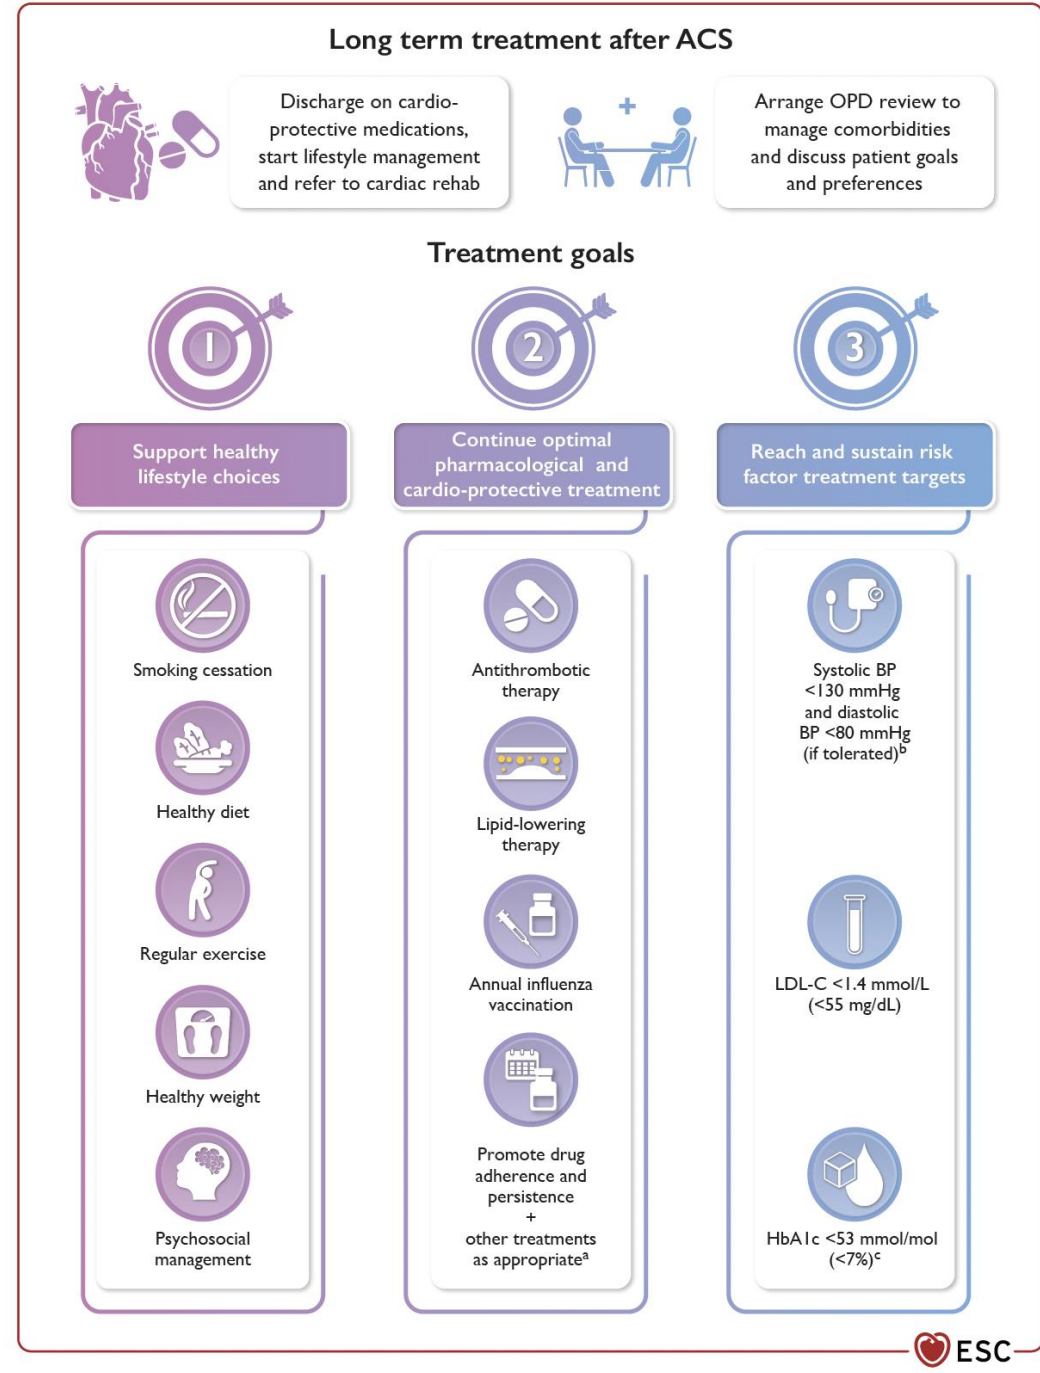 Long term treatment after ACS
Discharge on cardio-
protective medications,
start lifestyle management
and refer to cardiac rehab
+
Arrange OPD review to
manage comorbidities
and discuss patient goals
and preferences
Treatment goals
1
Support healthy
lifestyle choices
Smoking cessation
Healthy diet
Regular exercise
Healthy weight
Psychosocial
management
2
Continue optimal
pharmacological and
cardio-protective treatment
Antithrombotic
therapy
Lipid-lowering
therapy
Annual influenza
vaccination
Promote drug
adherence and
persistence
+
other treatments
as appropriateᵃ
3
Reach and sustain risk
factor treatment targets
Systolic BP
<130 mmHg
and diastolic
BP <80 mmHg
(if tolerated)ᵇ
LDL-C <1.4 mmol/L
(<55 mg/dL)
HbA1c <53 mmol/mol
(<7%)ᶜ
ESC